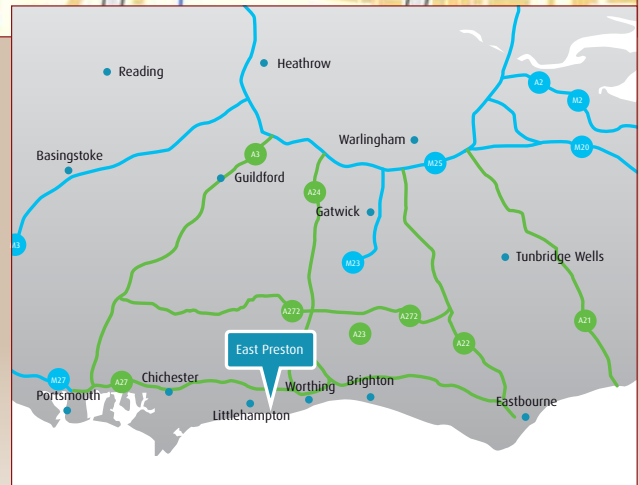 Reading
Heathrow
A2
M2
Warlingham
M20
A3
M25
Basingstoke
Guildford
A24
Gatwick
M3
M23
Tunbridge Wells
A272
A272
A21
A23
A22
East Preston
M27
A27
Chichester
Portsmouth
Worthing
Brighton
Littlehampton
Eastbourne